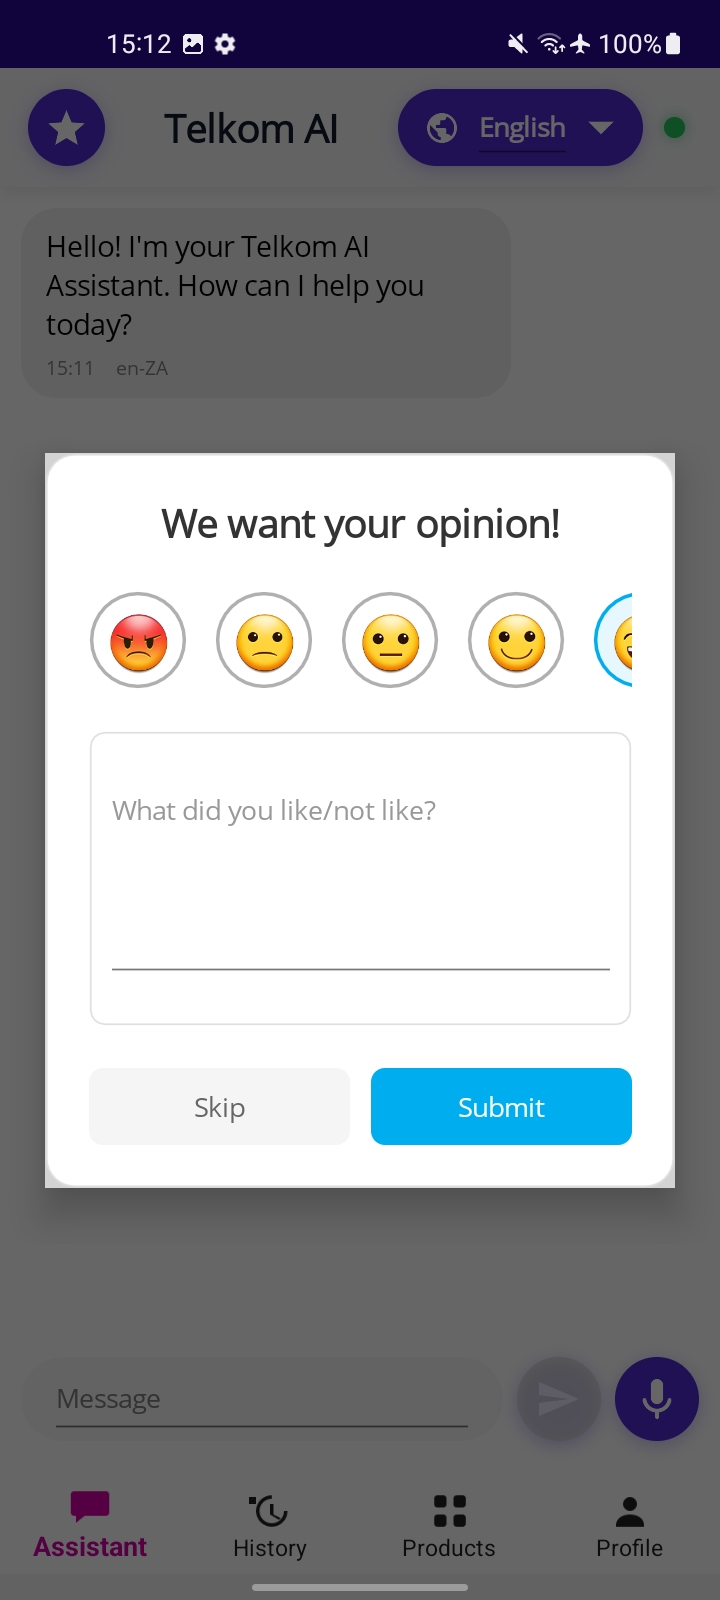 15:12
100%
Telkom AI
English
Hello! I'm your Telkom AI
Assistant. How can I help you
today?
15:11 en-ZA
We want your opinion!
What did you like/not like?
Skip
Submit
Message
Assistant
History
Products
Profile